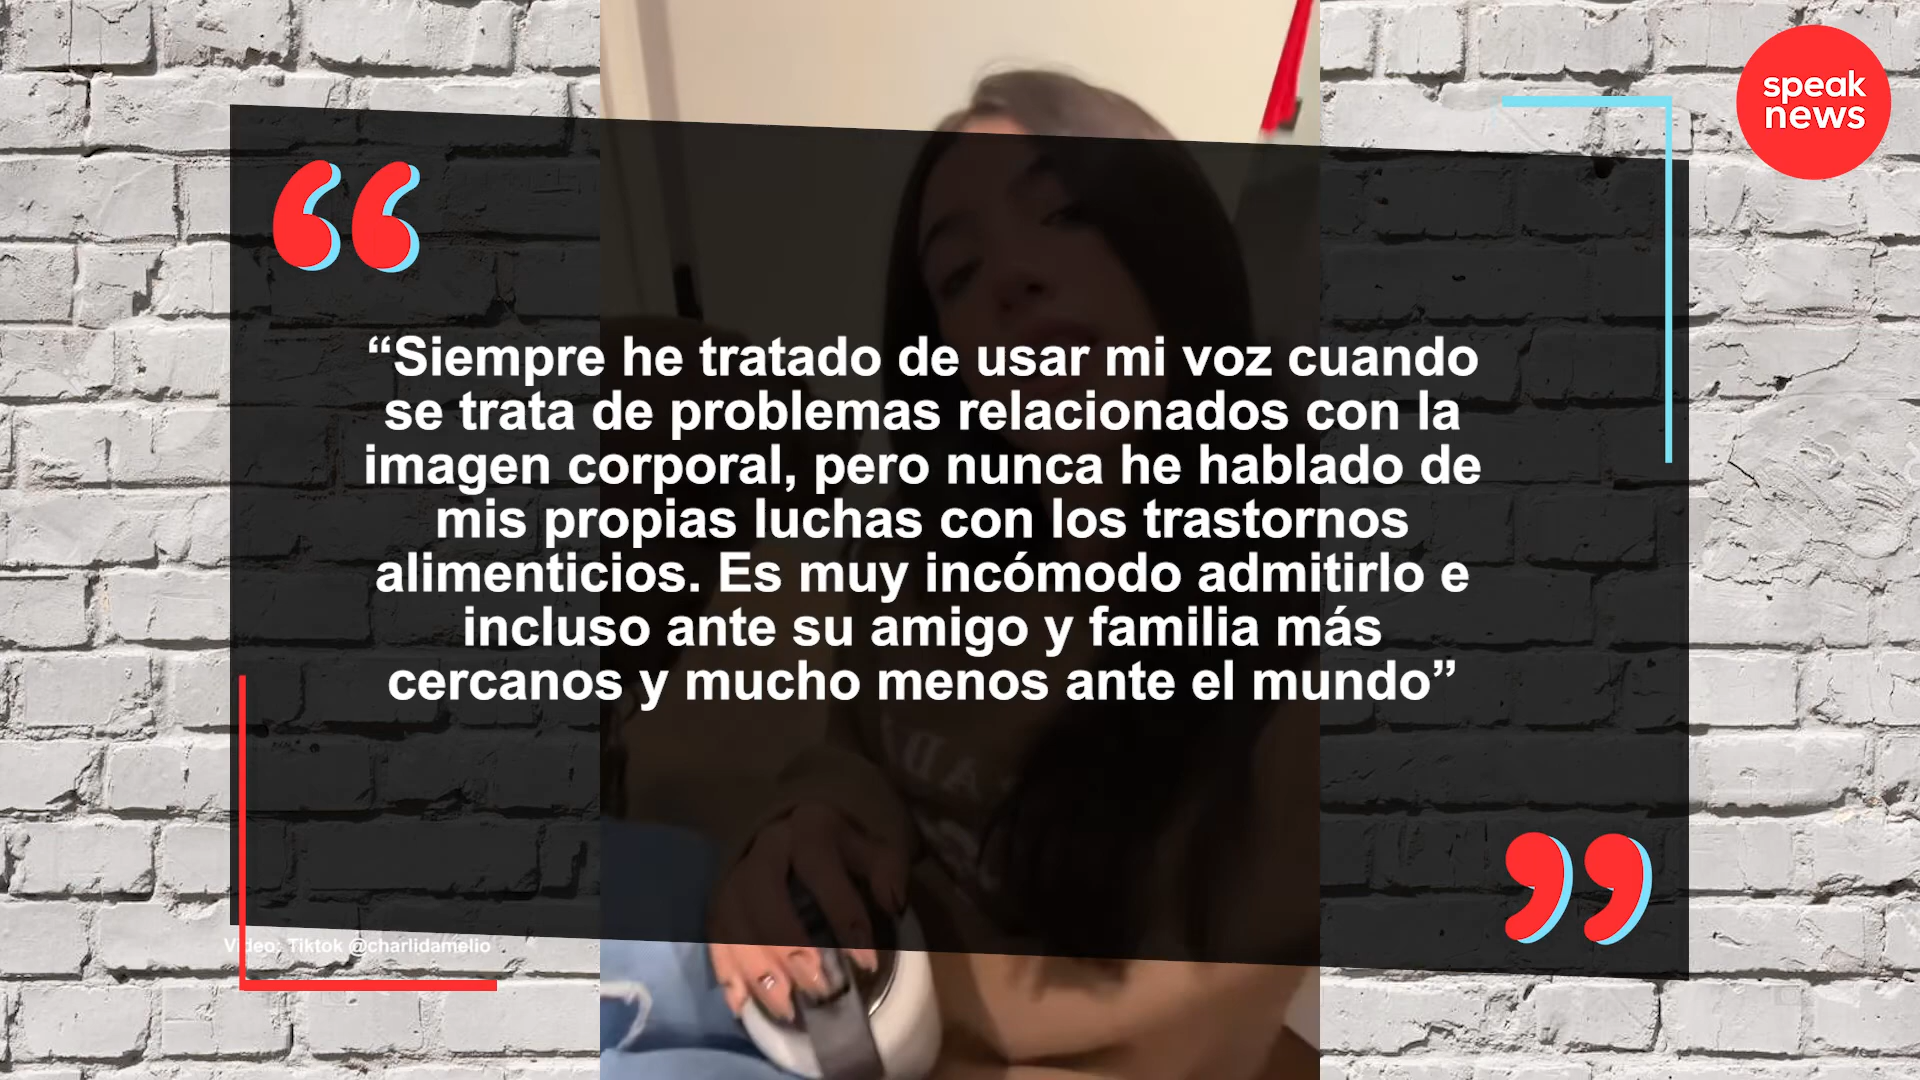 speak
news
“Siempre he tratado de usar mi voz cuando
se trata de problemas relacionados con la
imagen corporal, pero nunca he hablado de
mis propias luchas con los trastornos
alimenticios. Es muy incómodo admitirlo e
incluso ante su amigo y familia más
cercanos y mucho menos ante el mundo”
Video: Tiktok @charlidamelio